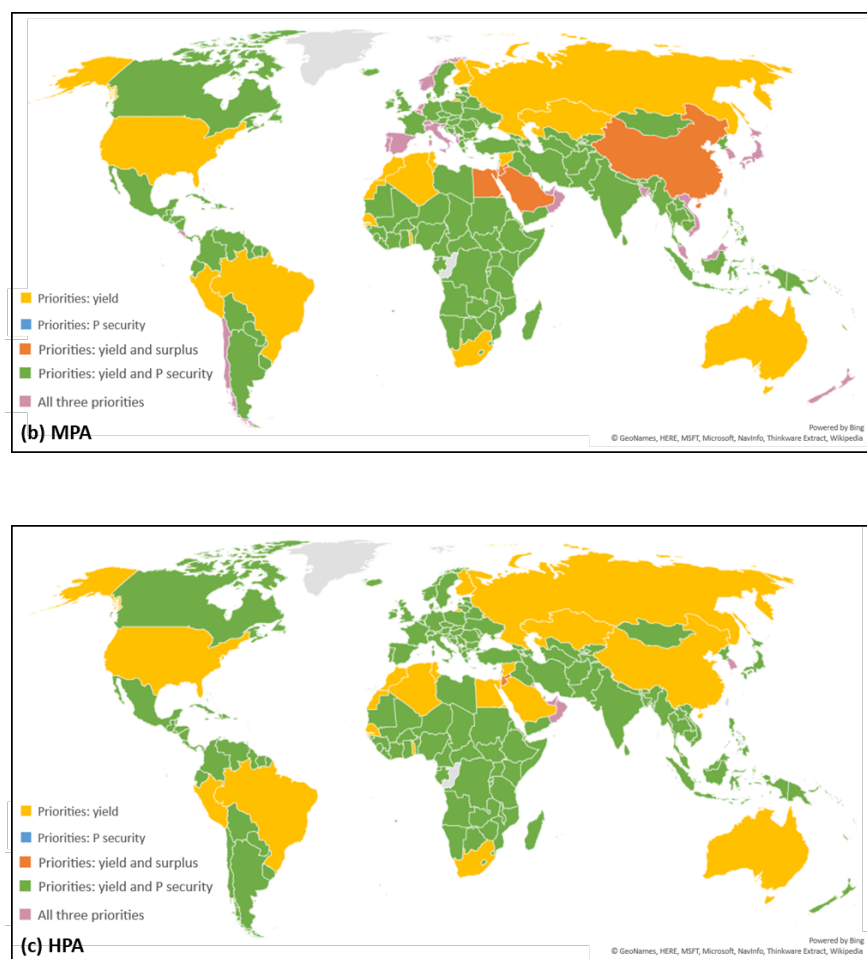 Priorities: yield
Priorities: P security
Priorities: yield and surplus
Priorities: yield and P security
All three priorities
(b) MPA
Powered by Bing
© GeoNames, HERE, MSFT, Microsoft, NavInfo, Thinkware Extract, Wikipedia
Priorities: yield
Priorities: P security
Priorities: yield and surplus
Priorities: yield and P security
All three priorities
(c) HPA
Powered by Bing
© GeoNames, HERE, MSFT, Microsoft, NavInfo, Thinkware Extract, Wikipedia